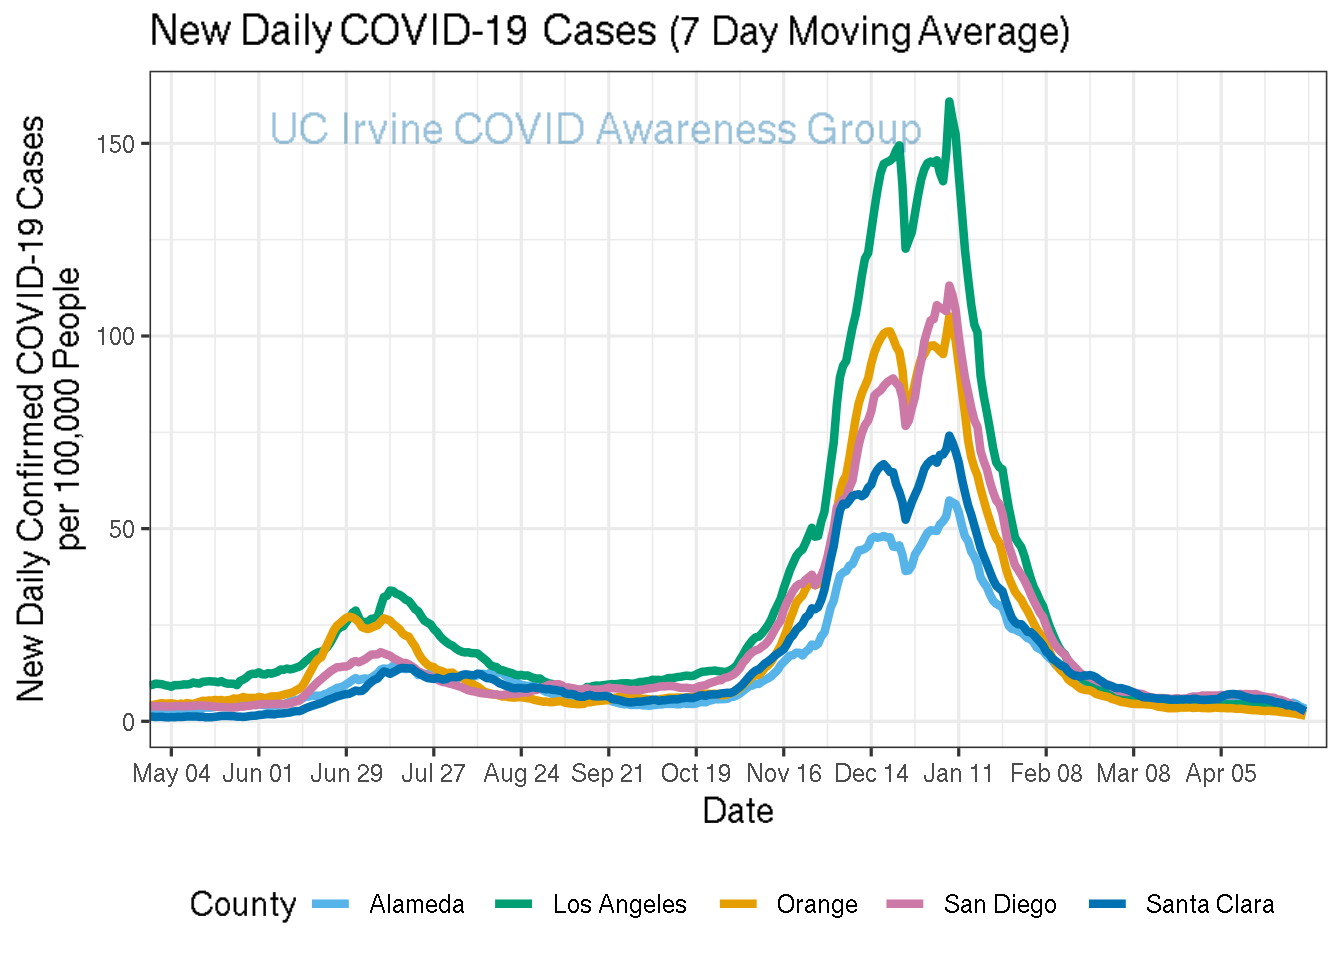 New Daily COVID-19 Cases (7 Day Moving Average)
UC Irvine COVID Awareness Group
New Daily Confirmed COVID-19 Cases
per 100,000 People
150
100
50
0
May 04 Jun 01 Jun 29 Jul 27 Aug 24 Sep 21 Oct 19 Nov 16 Dec 14 Jan 11 Feb 08 Mar 08 Apr 05
Date
County Alameda Los Angeles Orange San Diego Santa Clara